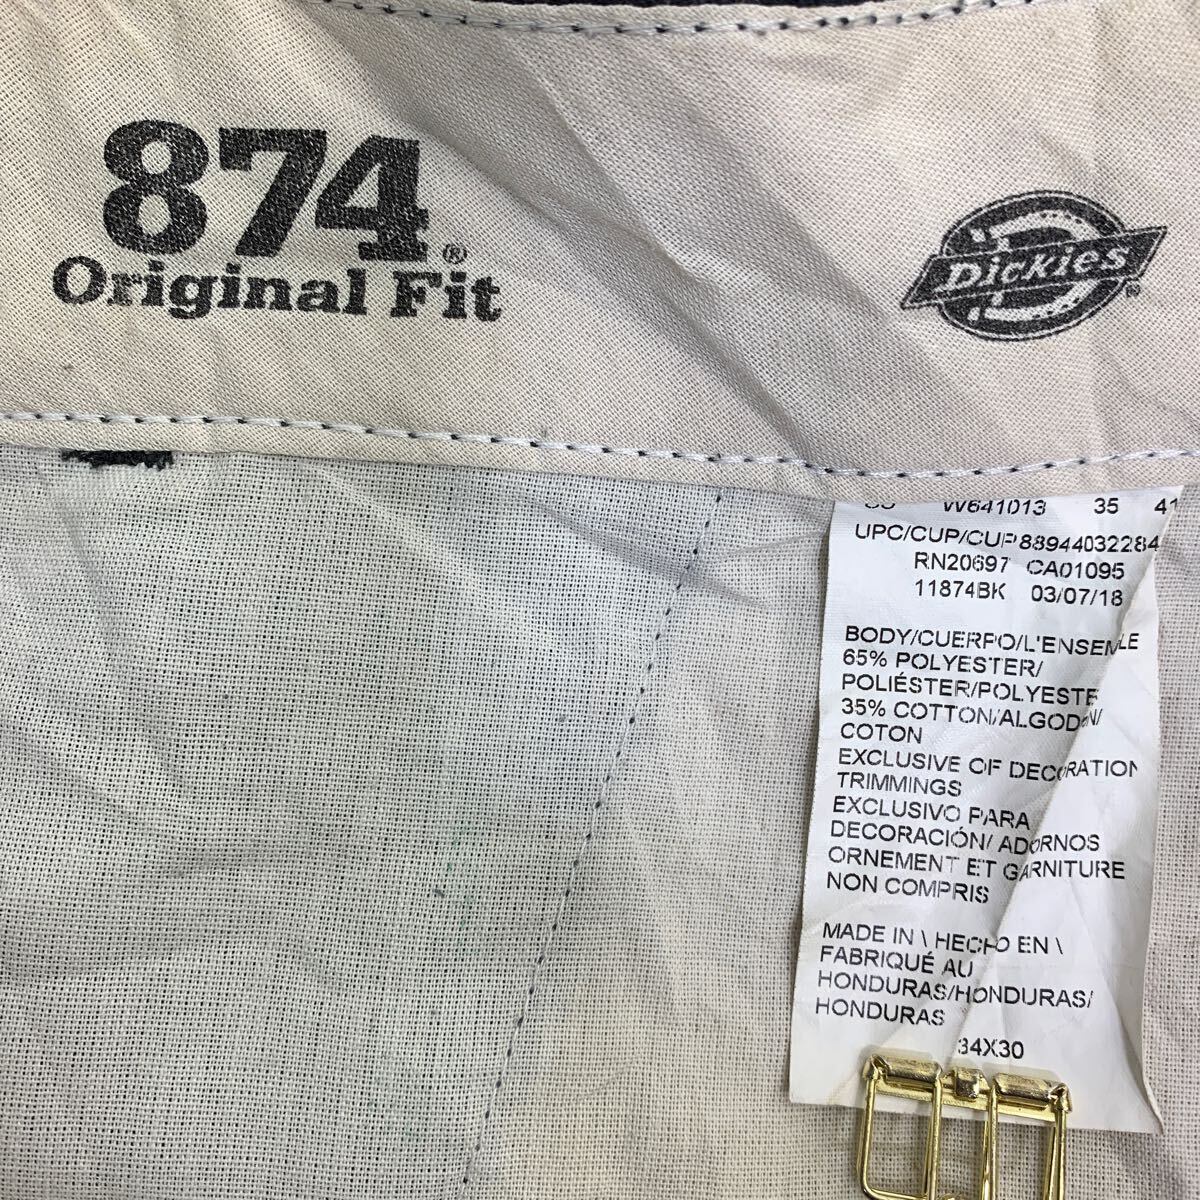 874®
Original Fit
Dickies
W641013 35 41
UPC/CUP/CUP 88944032284
RN20697 CA01095
11874BK 03/07/18
BODY/CUERPO/L'ENSEMBLE
65% POLYESTER/
POLIÉSTER/POLYESTE
35% COTTON/ALGODÓN/
COTON
EXCLUSIVE OF DECORATION
TRIMMINGS
EXCLUSIVO PARA
DECORACIÓN/ ADORNOS
ORNEMENT ET GARNITURE
NON COMPRIS
MADE IN \ HECHO EN \
FABRIQUÉ AU
HONDURAS/HONDURAS/
HONDURAS
34X30